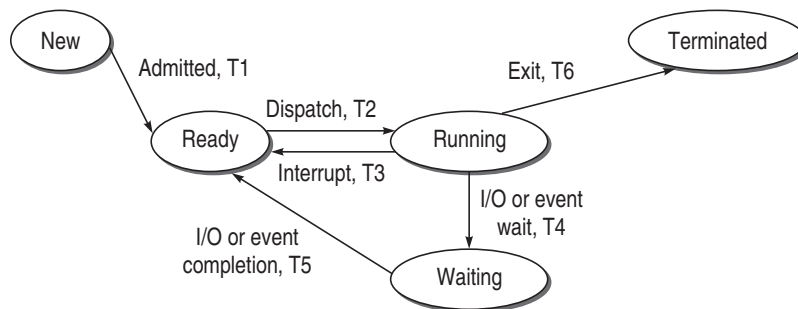 New
Terminated
Admitted, T1
Exit, T6
Dispatch, T2
Ready
Running
Interrupt, T3
I/O or event
wait, T4
I/O or event
completion, T5
Waiting